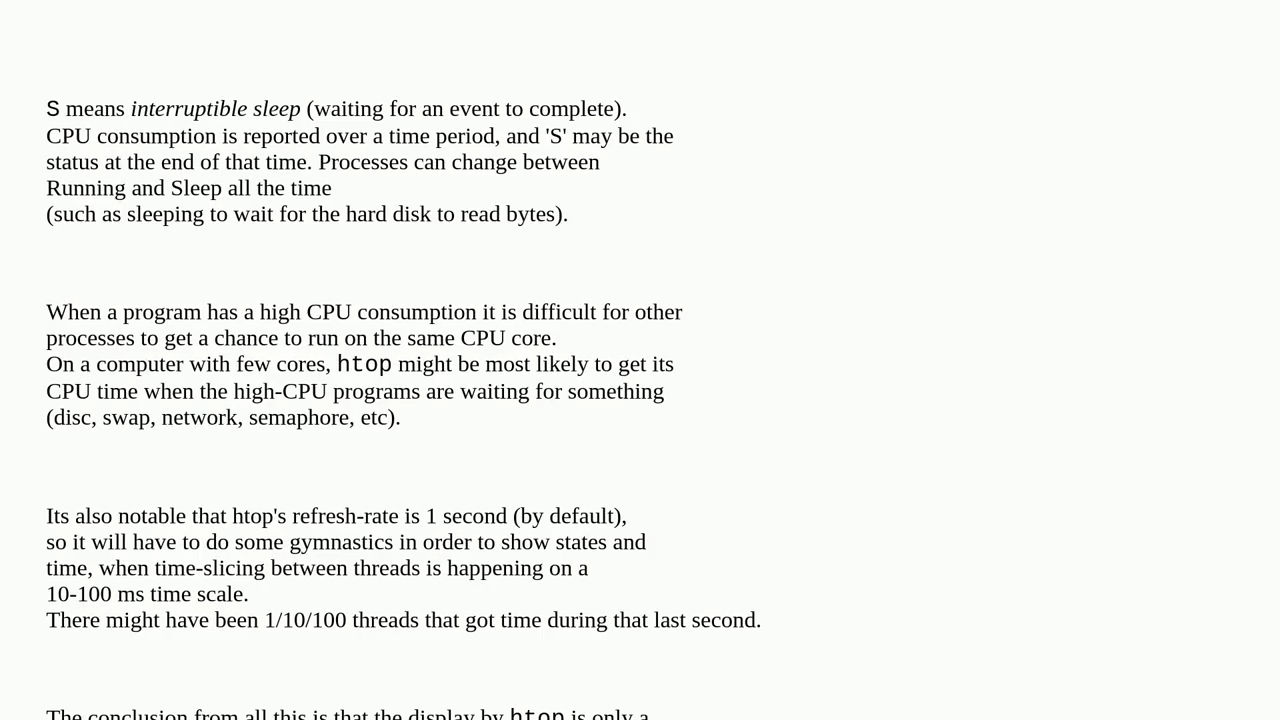 S means interruptible sleep (waiting for an event to complete).
CPU consumption is reported over a time period, and 'S' may be the
status at the end of that time. Processes can change between
Running and Sleep all the time
(such as sleeping to wait for the hard disk to read bytes).
When a program has a high CPU consumption it is difficult for other
processes to get a chance to run on the same CPU core.
On a computer with few cores, htop might be most likely to get its
CPU time when the high-CPU programs are waiting for something
(disc, swap, network, semaphore, etc).
Its also notable that htop's refresh-rate is 1 second (by default),
so it will have to do some gymnastics in order to show states and
time, when time-slicing between threads is happening on a
10-100 ms time scale.
There might have been 1/10/100 threads that got time during that last second.
The conclusion from all this is that the display by htop is only a